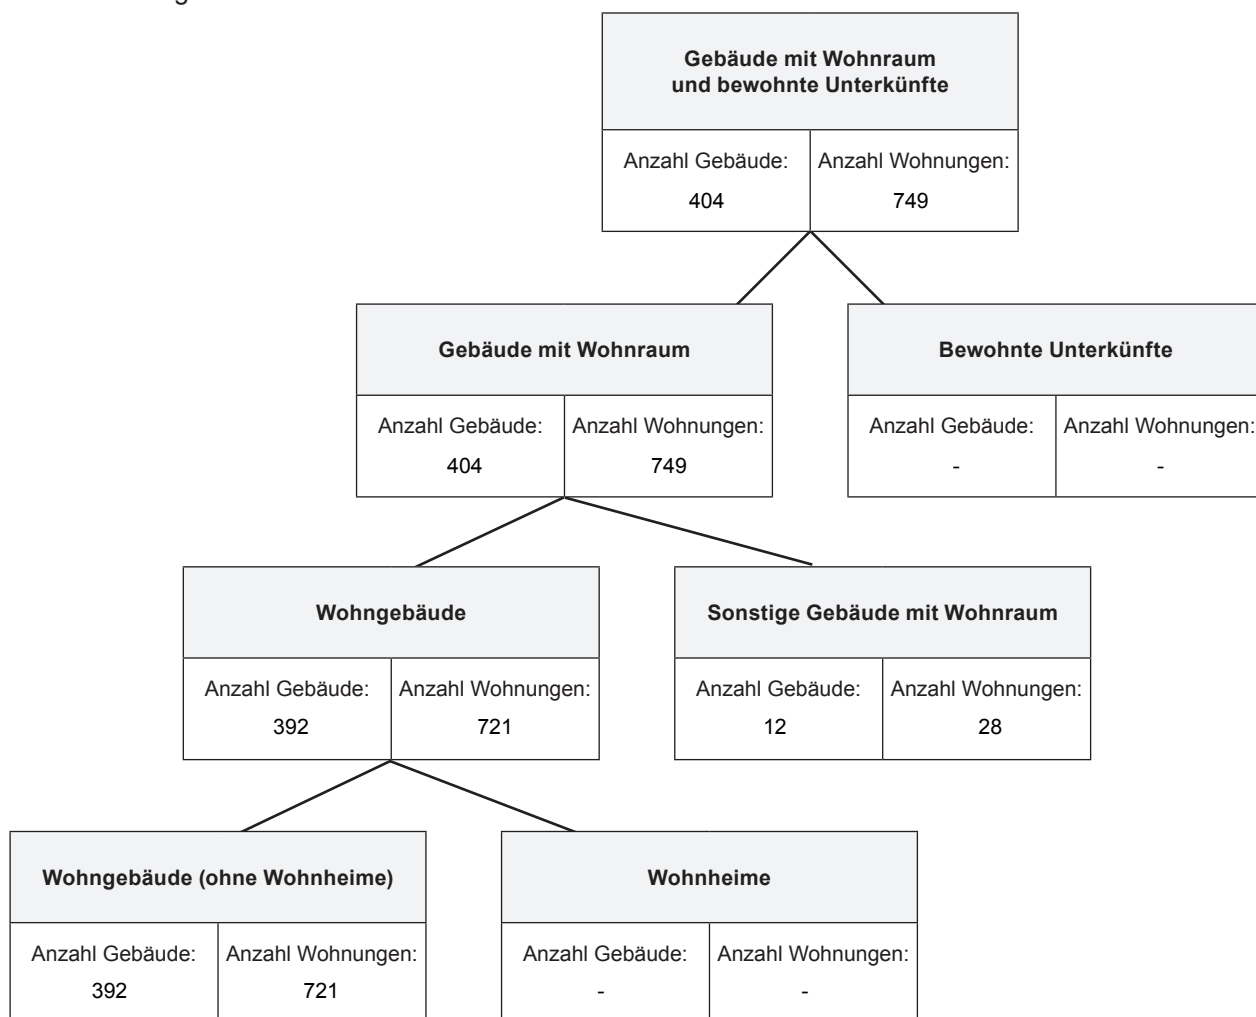 Gebäude mit Wohnraum
und bewohnte Unterkünfte
Anzahl Gebäude: Anzahl Wohnungen:
404 749
Gebäude mit Wohnraum
Anzahl Gebäude: Anzahl Wohnungen:
404 749
Bewohnte Unterkünfte
Anzahl Gebäude: Anzahl Wohnungen:
- -
Wohngebäude
Anzahl Gebäude: Anzahl Wohnungen:
392 721
Sonstige Gebäude mit Wohnraum
Anzahl Gebäude: Anzahl Wohnungen:
12 28
Wohngebäude (ohne Wohnheime)
Anzahl Gebäude: Anzahl Wohnungen:
392 721
Wohnheime
Anzahl Gebäude: Anzahl Wohnungen:
- -